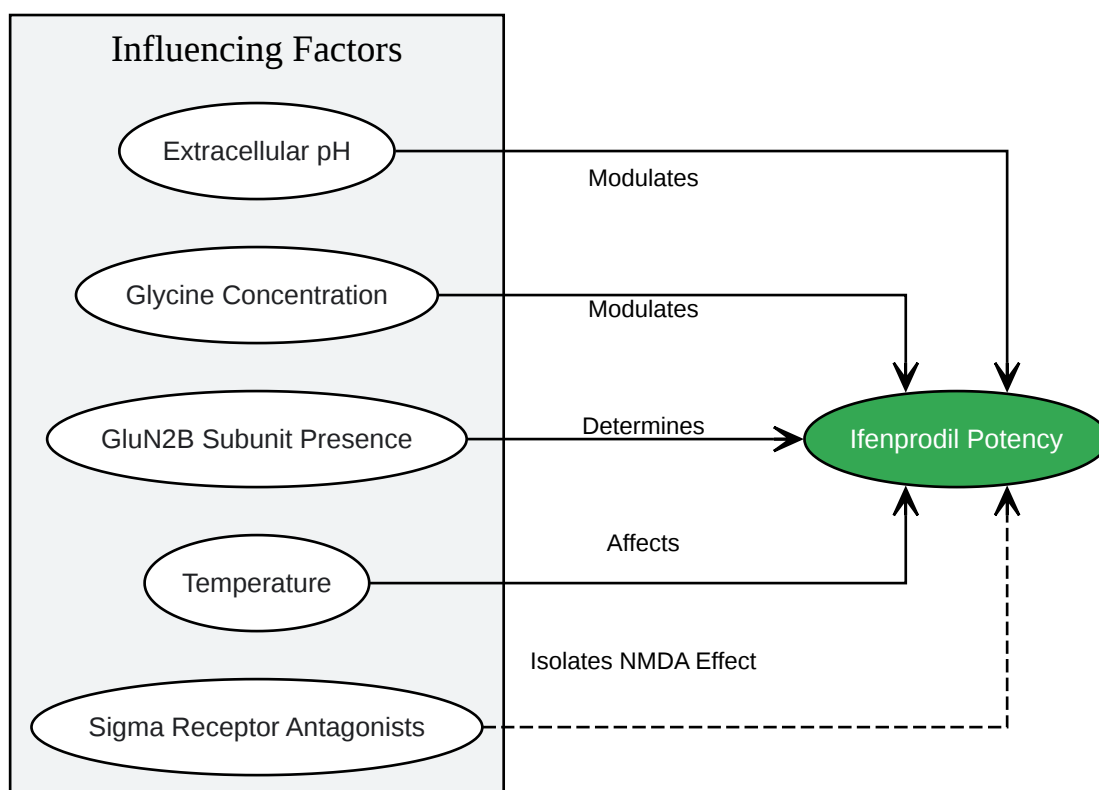 Influencing Factors
Extracellular pH
Modulates
Glycine Concentration
Modulates
GluN2B Subunit Presence
Determines
Ifenprodil Potency
Affects
Temperature
Isolates NMDA Effect
Sigma Receptor Antagonists